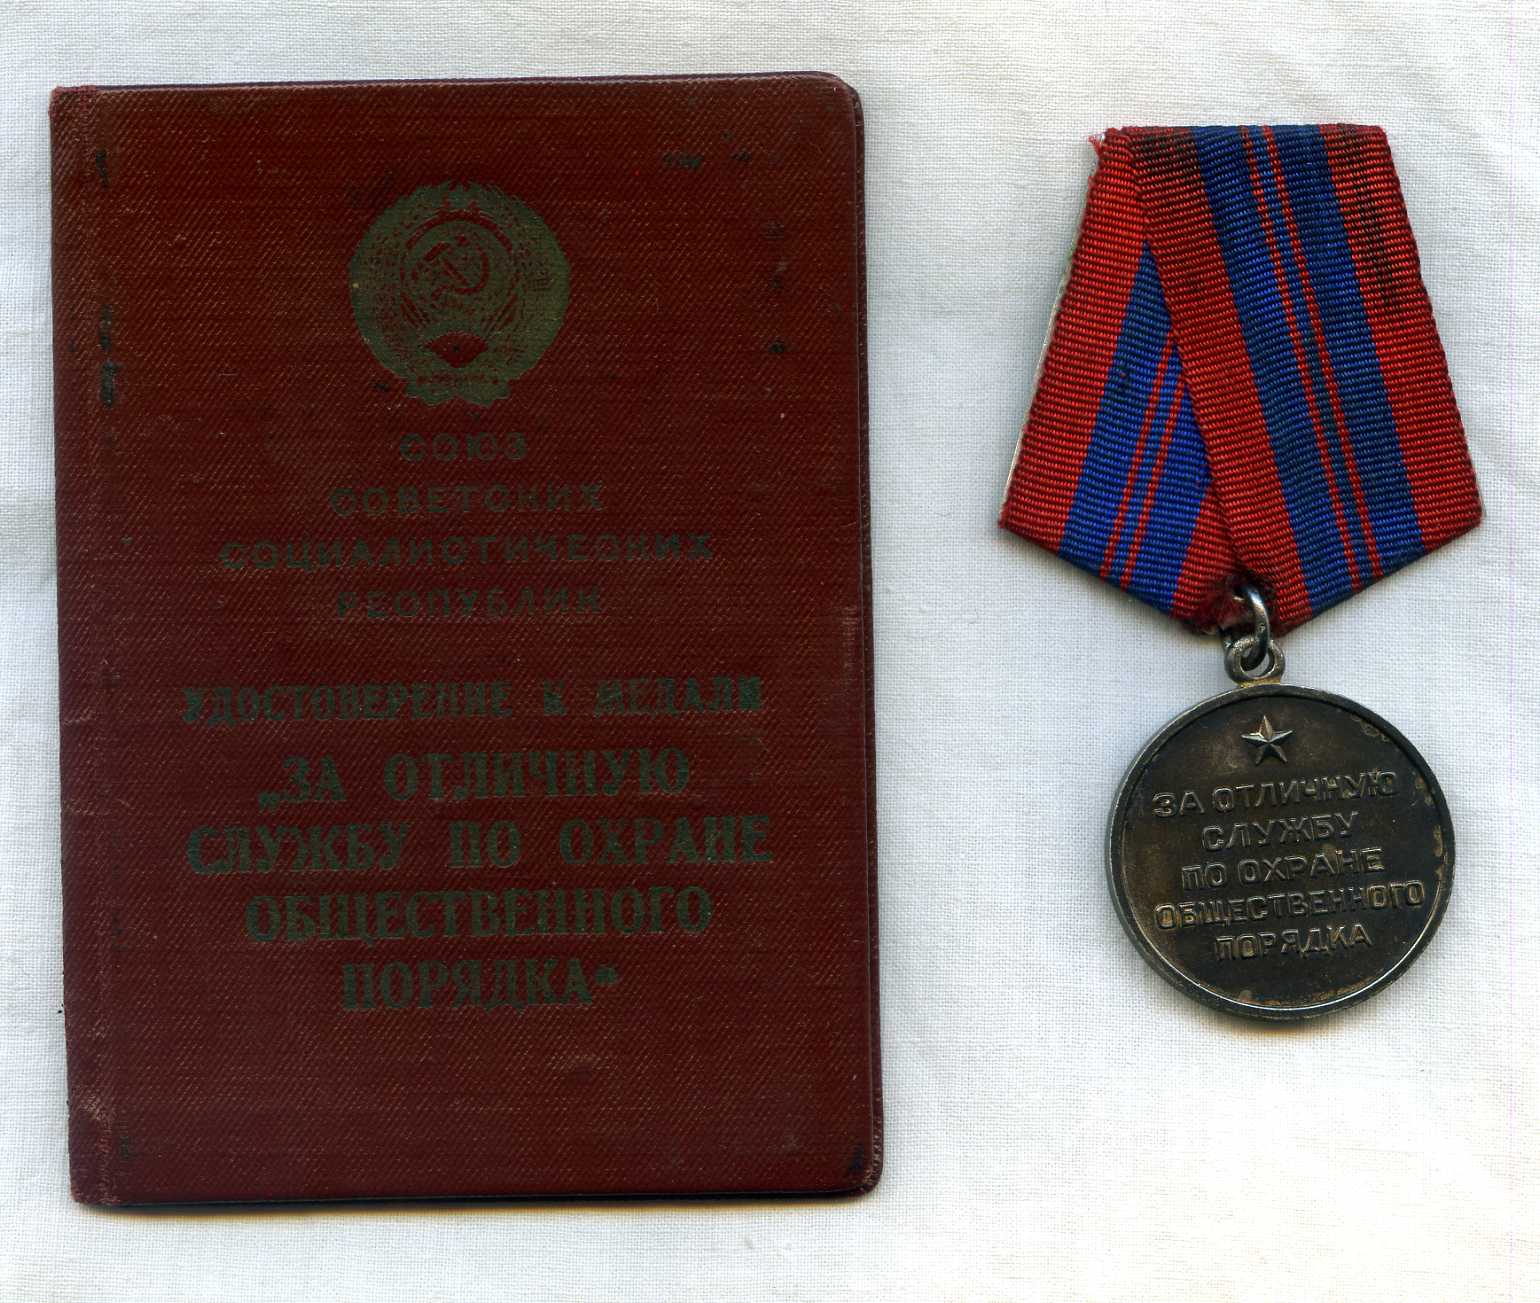 СОЮЗ
СОВЕТСКИХ
СОЦИАЛИСТИЧЕСКИХ
РЕСПУБЛИК
УДОСТОВЕРЕНИЕ К МЕДАЛИ
„ЗА ОТЛИЧНУЮ
СЛУЖБУ ПО ОХРАНЕ
ОБЩЕСТВЕННОГО
ПОРЯДКА“
ЗА ОТЛИЧНУЮ
СЛУЖБУ
ПО ОХРАНЕ
ОБЩЕСТВЕННОГО
ПОРЯДКА